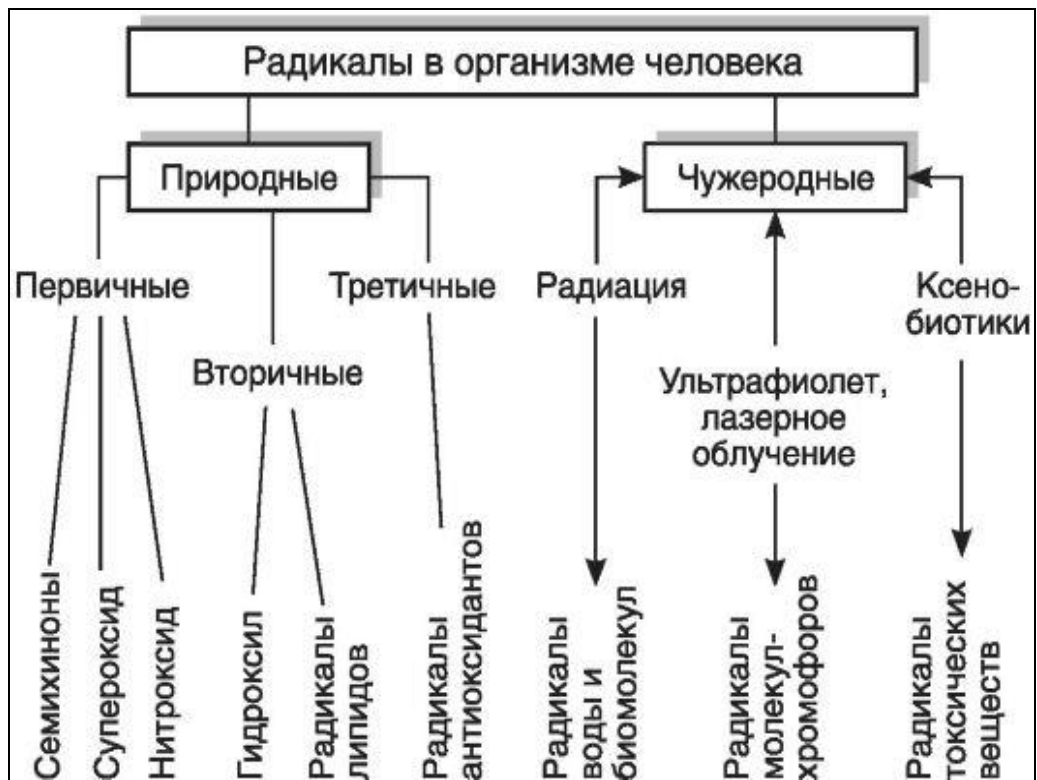 Радикалы в организме человека
Природные
Чужеродные
Первичные
Третичные
Радиация
Ксено-
биотики
Вторичные
Ультрафиолет,
лазерное
облучение
Семихиноны
Супероксид
Нитроксид
Гидроксил
Радикалы
липидов
Радикалы
антиоксидантов
Радикалы
воды и
биомолекул
Радикалы
молекул-
хромофоров
Радикалы
токсических
веществ